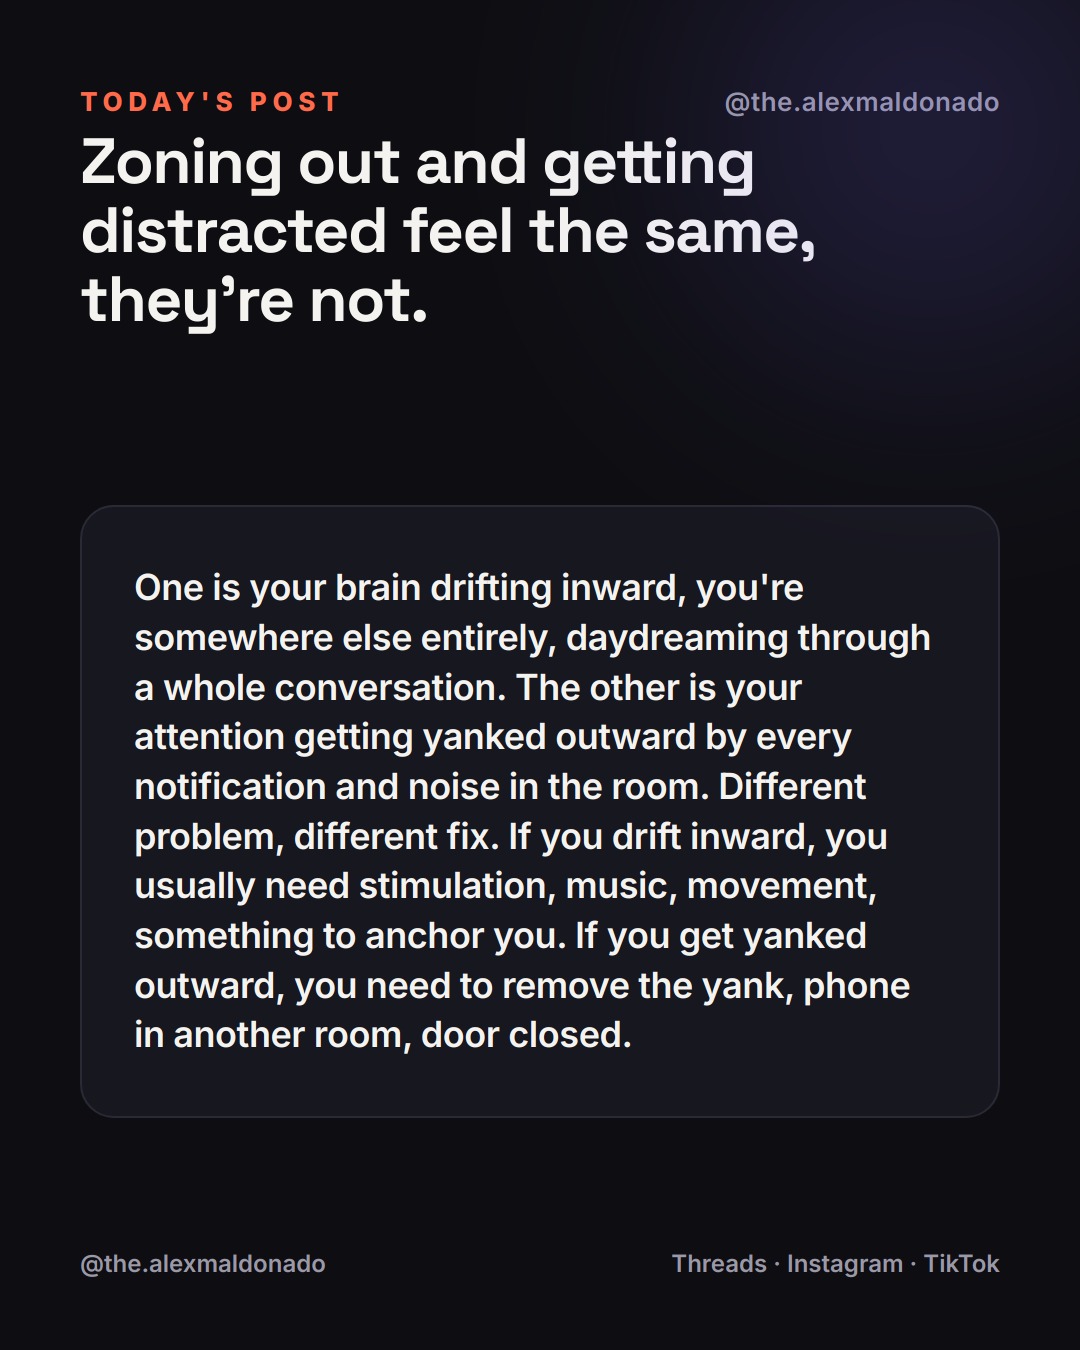 TODAY'S POST
@the.alexmaldonado
Zoning out and getting
distracted feel the same,
they’re not.
One is your brain drifting inward, you're
somewhere else entirely, daydreaming through
a whole conversation. The other is your
attention getting yanked outward by every
notification and noise in the room. Different
problem, different fix. If you drift inward, you
usually need stimulation, music, movement,
something to anchor you. If you get yanked
outward, you need to remove the yank, phone
in another room, door closed.
@the.alexmaldonado
Threads · Instagram · TikTok